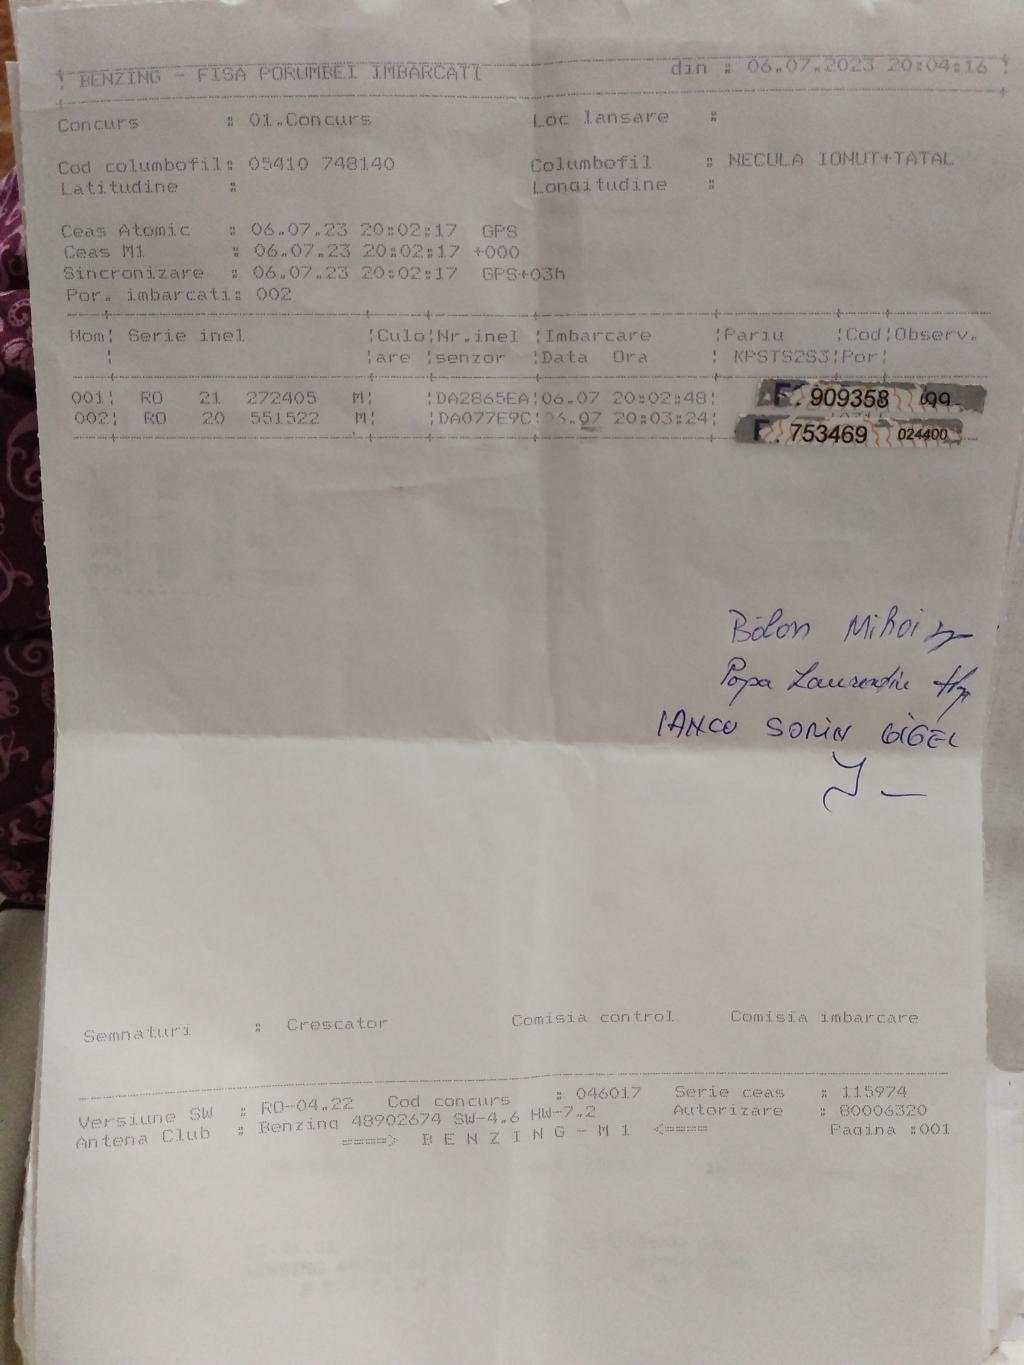 BENZING - FISA PORUMBEI IMBARCATI din : 06.07.2023 20:04:16
Concurs : 01.Concurs Loc lansare :
Cod columbofil: 05410 748140 Columbofil : NECULA IONUT+TATAL
Latitudine : Longitudine :
Ceas Atomic : 06.07.23 20:02:17 GPS
Ceas M1 : 06.07.23 20:02:17 +000
Sincronizare : 06.07.23 20:02:17 GPS+03h
Por. imbarcati: 002
Nom¦ Serie inel ¦Culo¦Nr.inel ¦Imbarcare ¦Pariu ¦Cod¦Observ.
¦ ¦are ¦senzor ¦Data Ora ¦ KPSTS2S3¦Por¦
001¦ RO 21 272405 M¦ ¦DA2865EA¦06.07 20:02:48¦ F. 909358
002¦ RO 20 551522 M¦ ¦DA077E9C¦06.07 20:03:24¦ F. 753469 024400
Bălan Mihai
Popa Laurentiu
IANCU SORIN GIGEL
Semnaturi : Crescator Comisia control Comisia imbarcare
Versiune SW : RO-04.22 Cod concurs : 046017 Serie ceas : 115974
Antena Club : Benzing 48902674 SW-4.6 HW-7.2 Autorizare : 80006320
====> B E N Z I N G - M 1 <==== Pagina :001